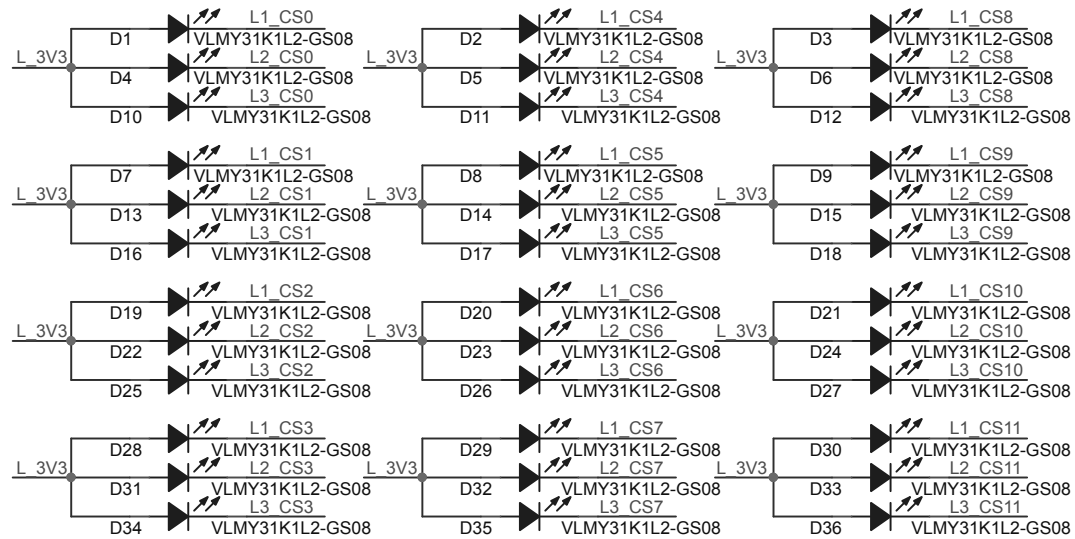 L1_CS0 L1_CS4 L1_CS8
D1 VLMY31K1L2-GS08 D2 VLMY31K1L2-GS08 D3 VLMY31K1L2-GS08
L_3V3 L2_CS0 L_3V3 L2_CS4 L_3V3 L2_CS8
D4 VLMY31K1L2-GS08 D5 VLMY31K1L2-GS08 D6 VLMY31K1L2-GS08
L3_CS0 L3_CS4 L3_CS8
D10 VLMY31K1L2-GS08 D11 VLMY31K1L2-GS08 D12 VLMY31K1L2-GS08
L1_CS1 L1_CS5 L1_CS9
D7 VLMY31K1L2-GS08 D8 VLMY31K1L2-GS08 D9 VLMY31K1L2-GS08
L_3V3 L2_CS1 L_3V3 L2_CS5 L_3V3 L2_CS9
D13 VLMY31K1L2-GS08 D14 VLMY31K1L2-GS08 D15 VLMY31K1L2-GS08
L3_CS1 L3_CS5 L3_CS9
D16 VLMY31K1L2-GS08 D17 VLMY31K1L2-GS08 D18 VLMY31K1L2-GS08
L1_CS2 L1_CS6 L1_CS10
D19 VLMY31K1L2-GS08 D20 VLMY31K1L2-GS08 D21 VLMY31K1L2-GS08
L_3V3 L2_CS2 L_3V3 L2_CS6 L_3V3 L2_CS10
D22 VLMY31K1L2-GS08 D23 VLMY31K1L2-GS08 D24 VLMY31K1L2-GS08
L3_CS2 L3_CS6 L3_CS10
D25 VLMY31K1L2-GS08 D26 VLMY31K1L2-GS08 D27 VLMY31K1L2-GS08
L1_CS3 L1_CS7 L1_CS11
D28 VLMY31K1L2-GS08 D29 VLMY31K1L2-GS08 D30 VLMY31K1L2-GS08
L_3V3 L2_CS3 L_3V3 L2_CS7 L_3V3 L2_CS11
D31 VLMY31K1L2-GS08 D32 VLMY31K1L2-GS08 D33 VLMY31K1L2-GS08
L3_CS3 L3_CS7 L3_CS11
D34 VLMY31K1L2-GS08 D35 VLMY31K1L2-GS08 D36 VLMY31K1L2-GS08